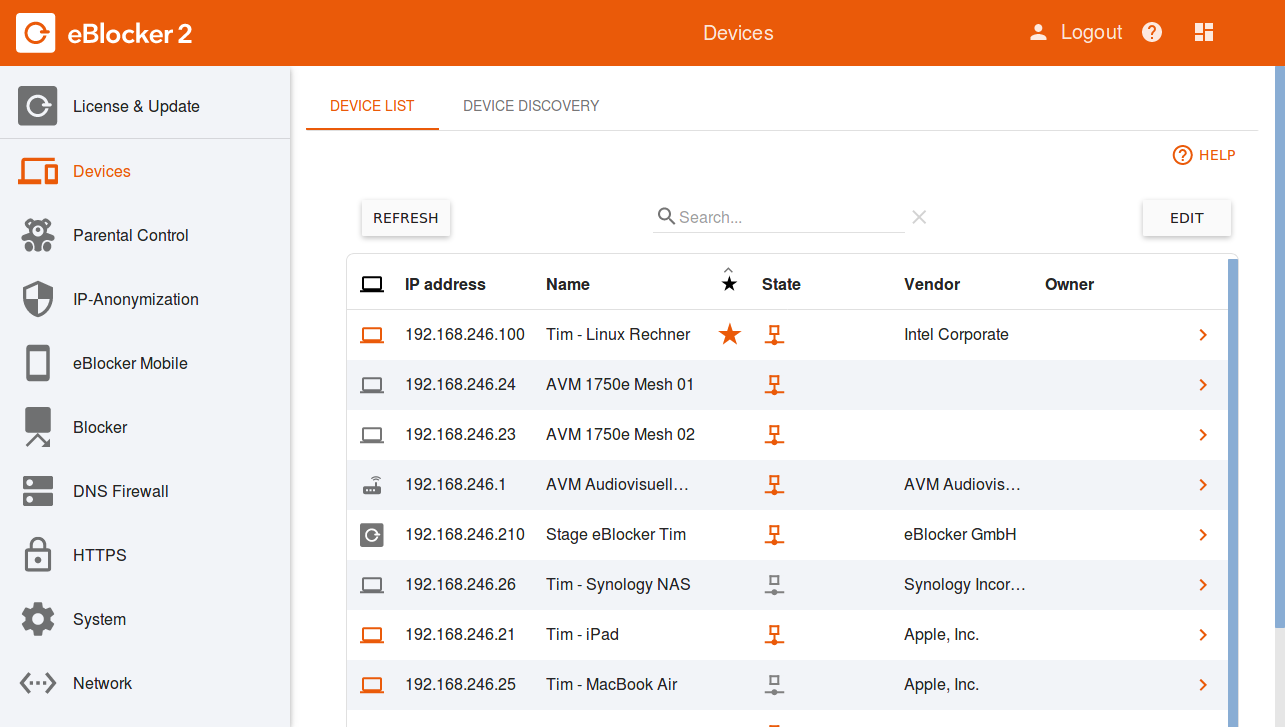 eBlocker 2
Devices
Logout
License & Update
Devices
Parental Control
IP-Anonymization
eBlocker Mobile
Blocker
DNS Firewall
HTTPS
System
Network
DEVICE LIST DEVICE DISCOVERY
HELP
REFRESH Search... EDIT
IP address Name State Vendor Owner
192.168.246.100 Tim - Linux Rechner Intel Corporate
192.168.246.24 AVM 1750e Mesh 01
192.168.246.23 AVM 1750e Mesh 02
192.168.246.1 AVM Audiovisuell... AVM Audiovis...
192.168.246.210 Stage eBlocker Tim eBlocker GmbH
192.168.246.26 Tim - Synology NAS Synology Incor...
192.168.246.21 Tim - iPad Apple, Inc.
192.168.246.25 Tim - MacBook Air Apple, Inc.